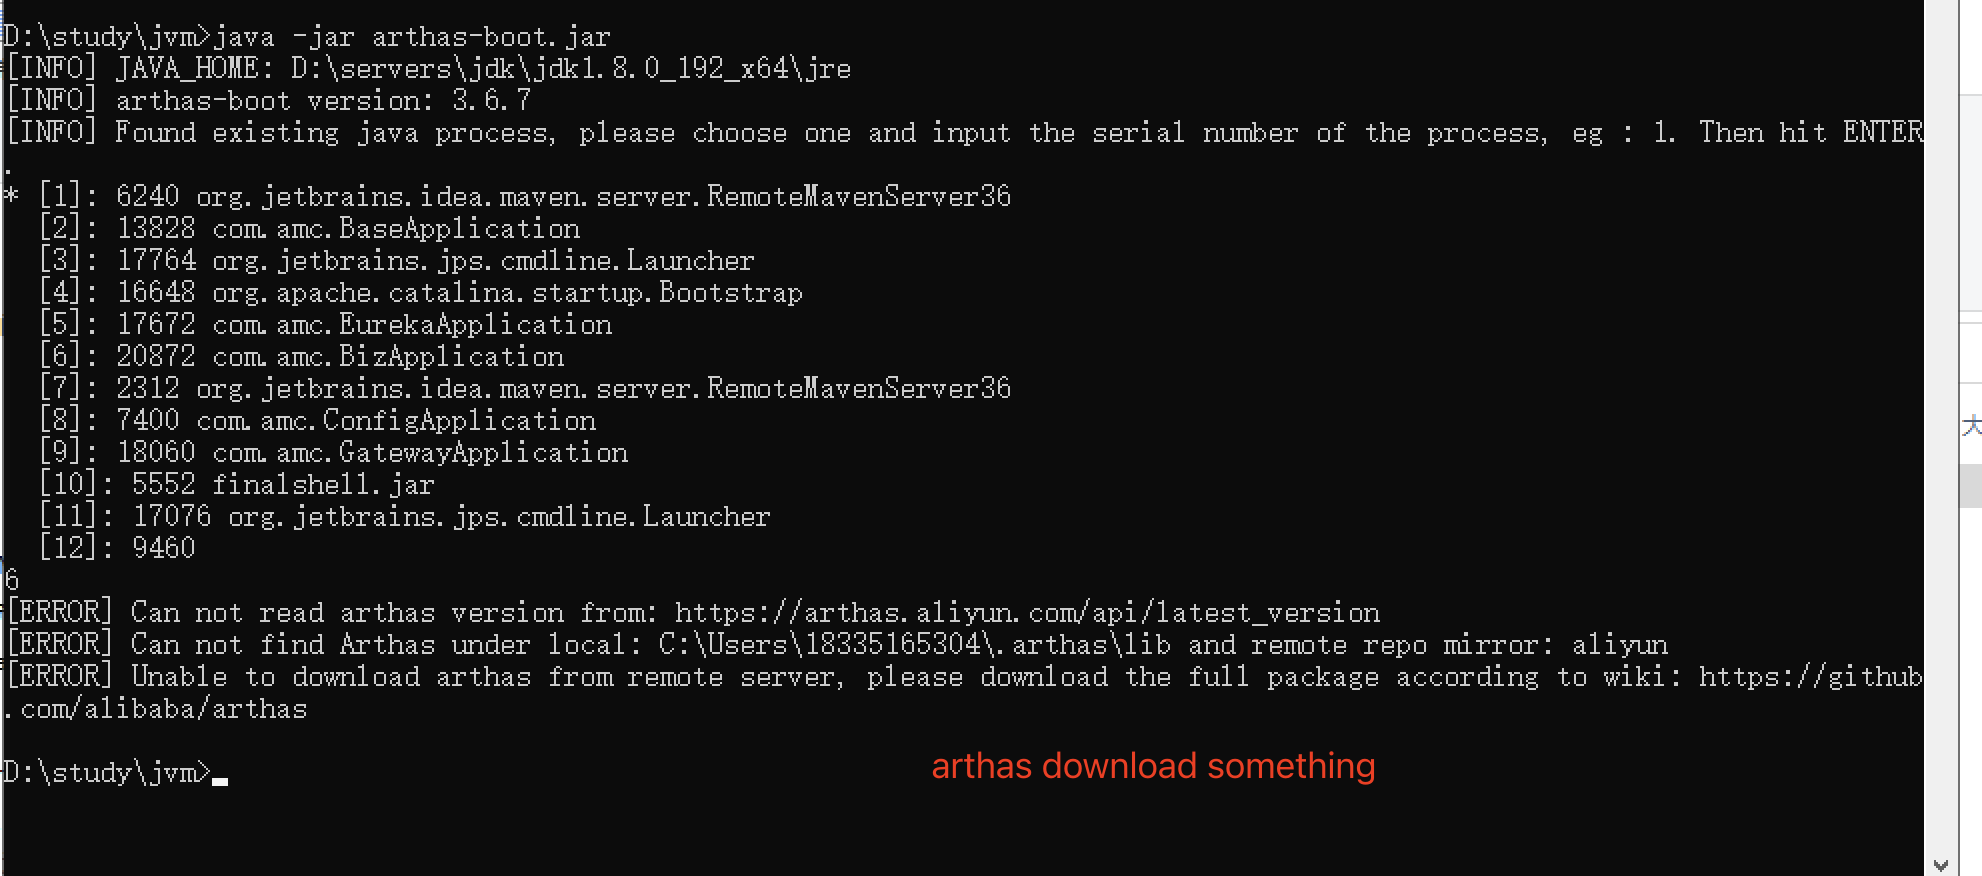 D:\study\jvm>java -jar arthas-boot.jar
[INFO] JAVA_HOME: D:\servers\jdk\jdk1.8.0_192_x64\jre
[INFO] arthas-boot version: 3.6.7
[INFO] Found existing java process, please choose one and input the serial number of the process, eg : 1. Then hit ENTER
.
* [1]: 6240 org.jetbrains.idea.maven.server.RemoteMavenServer36
[2]: 13828 com.amc.BaseApplication
[3]: 17764 org.jetbrains.jps.cmdline.Launcher
[4]: 16648 org.apache.catalina.startup.Bootstrap
[5]: 17672 com.amc.EurekaApplication
[6]: 20872 com.amc.BizApplication
[7]: 2312 org.jetbrains.idea.maven.server.RemoteMavenServer36
[8]: 7400 com.amc.ConfigApplication
[9]: 18060 com.amc.GatewayApplication
[10]: 5552 finalshell.jar
[11]: 17076 org.jetbrains.jps.cmdline.Launcher
[12]: 9460
6
[ERROR] Can not read arthas version from: https://arthas.aliyun.com/api/latest_version
[ERROR] Can not find Arthas under local: C:\Users\18335165304\.arthas\lib and remote repo mirror: aliyun
[ERROR] Unable to download arthas from remote server, please download the full package according to wiki: https://github
.com/alibaba/arthas
arthas download something
D:\study\jvm>